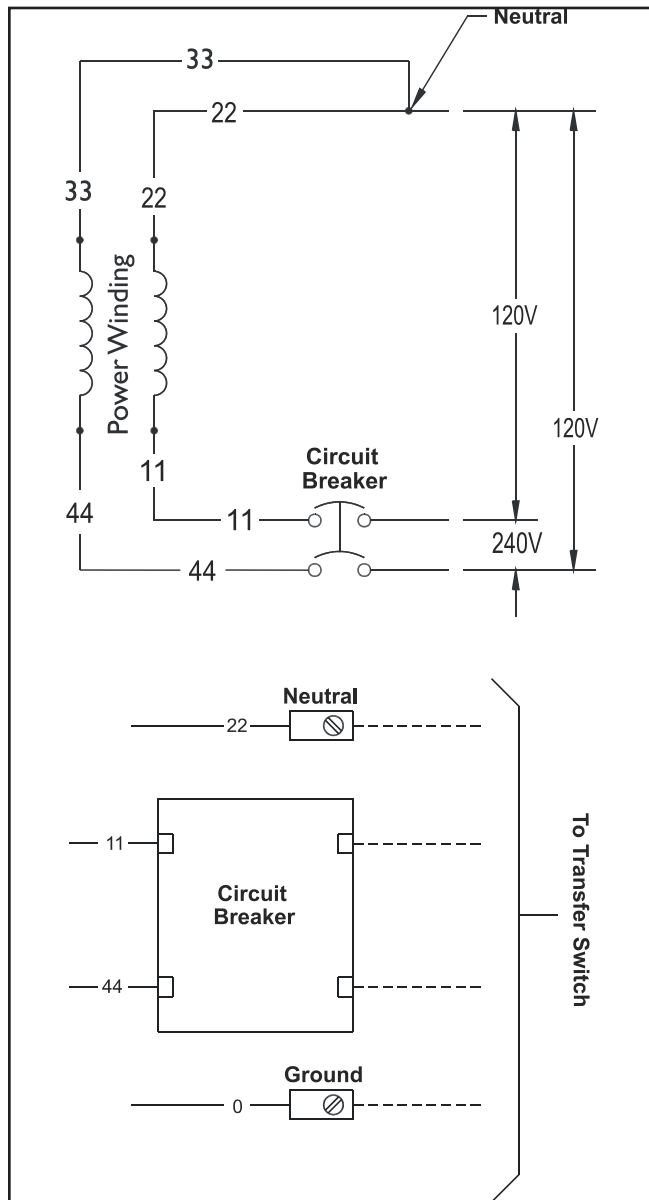 Neutral
33
22
33
22
Power Winding
120V
120V
11
Circuit
Breaker
44
11
240V
44
Neutral
22
11
Circuit
Breaker
44
Ground
0
To Transfer Switch